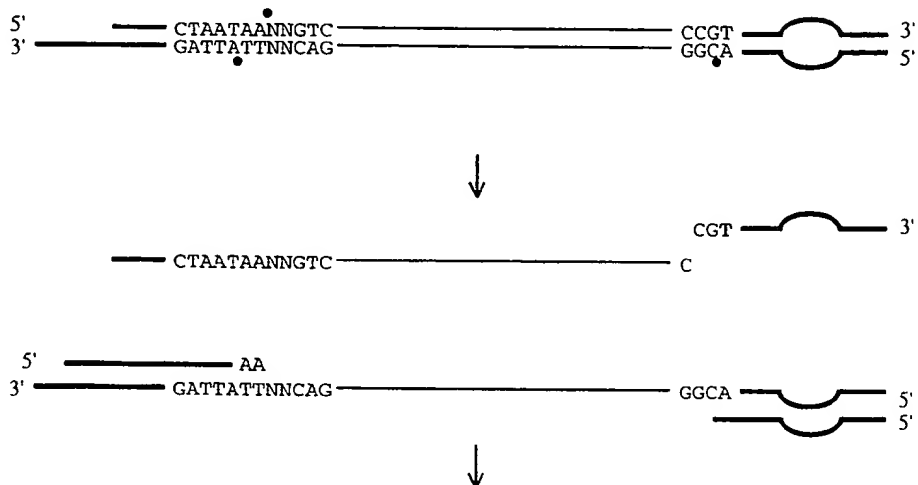 5' CTAATAANNGTC CCGT 3'
3' GATTATTNNCAG GGCA 5'
CGT 3'
CTAATAANNGTC C
5' AA
3' GATTATTNNCAG GGCA 5'
5'